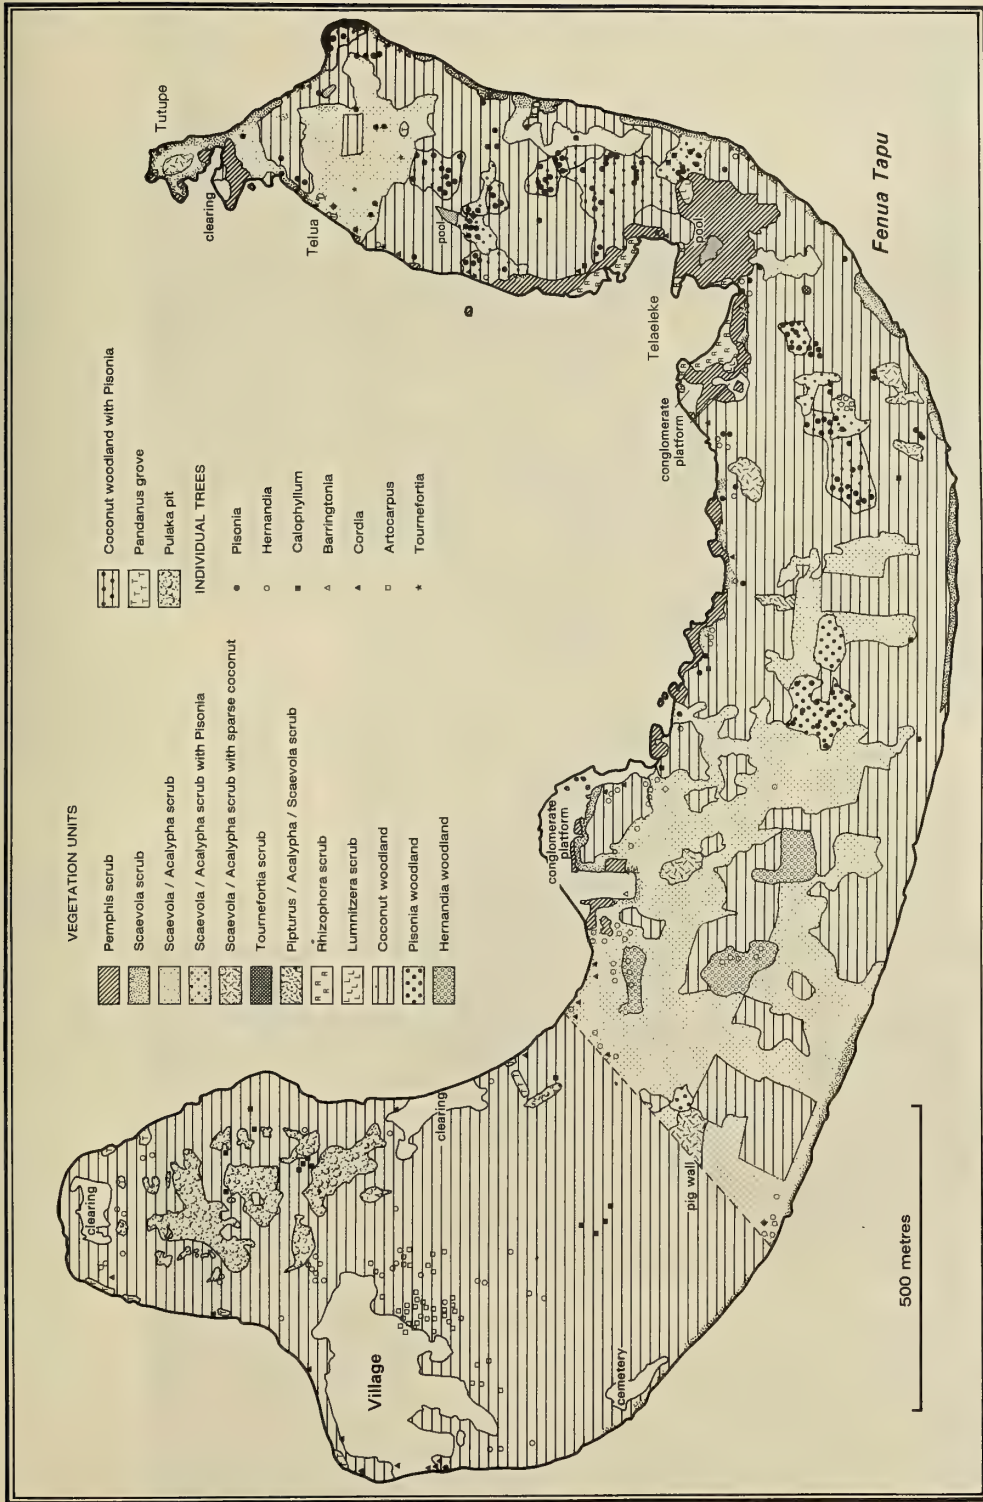 VEGETATION UNITS
Pemphis scrub
Scaevola scrub
Scaevola / Acalypha scrub
Scaevola / Acalypha scrub with Pisonia
Scaevola / Acalypha scrub with sparse coconut
Tournefortia scrub
Pipturus / Acalypha / Scaevola scrub
Rhizophora scrub
Lumnitzera scrub
Coconut woodland
Pisonia woodland
Hernandia woodland
Coconut woodland with Pisonia
Pandanus grove
Pulaka pit
INDIVIDUAL TREES
Pisonia
Hernandia
Calophyllum
Barringtonia
Cordia
Artocarpus
Tournefortia
clearing
Village
clearing
cemetery
pig wall
conglomerate
platform
conglomerate
platform
Telaeleke
pool
pool
Telua
clearing
Tutupe
Fenua Tapu
500 metres